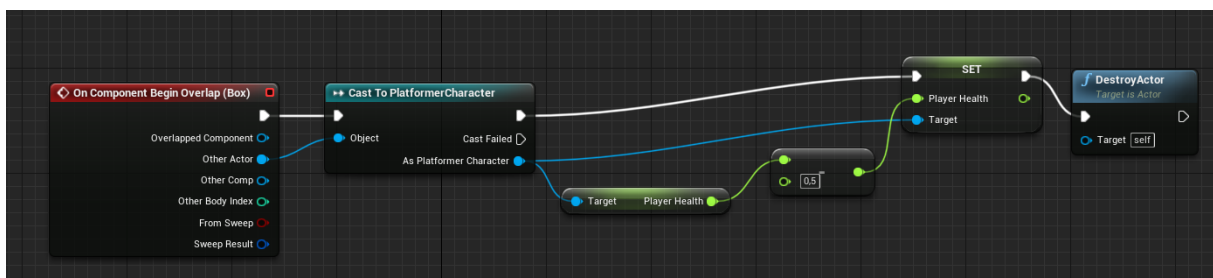 On Component Begin Overlap (Box)
Overlapped Component
Other Actor
Other Comp
Other Body Index
From Sweep
Sweep Result
Cast To PlatformerCharacter
Object
Cast Failed
As Platformer Character
Target Player Health
0,5
SET
Player Health
Target
f DestroyActor
Target is Actor
Target self